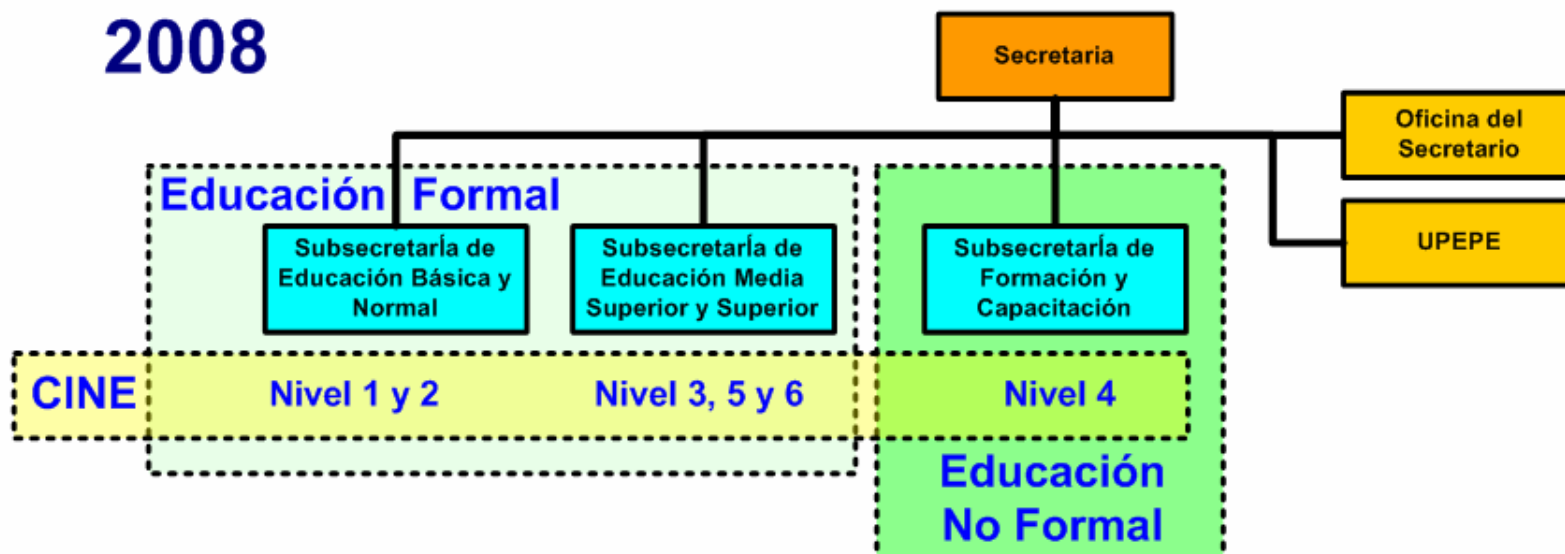 2008
Secretaria
Oficina del
Secretario
UPEPE
Educación Formal
SubsecretarÍa de
Educación Básica y
Normal
SubsecretarÍa de
Educación Media
Superior y Superior
SubsecretarÍa de
Formación y
Capacitación
CINE
Nivel 1 y 2
Nivel 3, 5 y 6
Nivel 4
Educación
No Formal